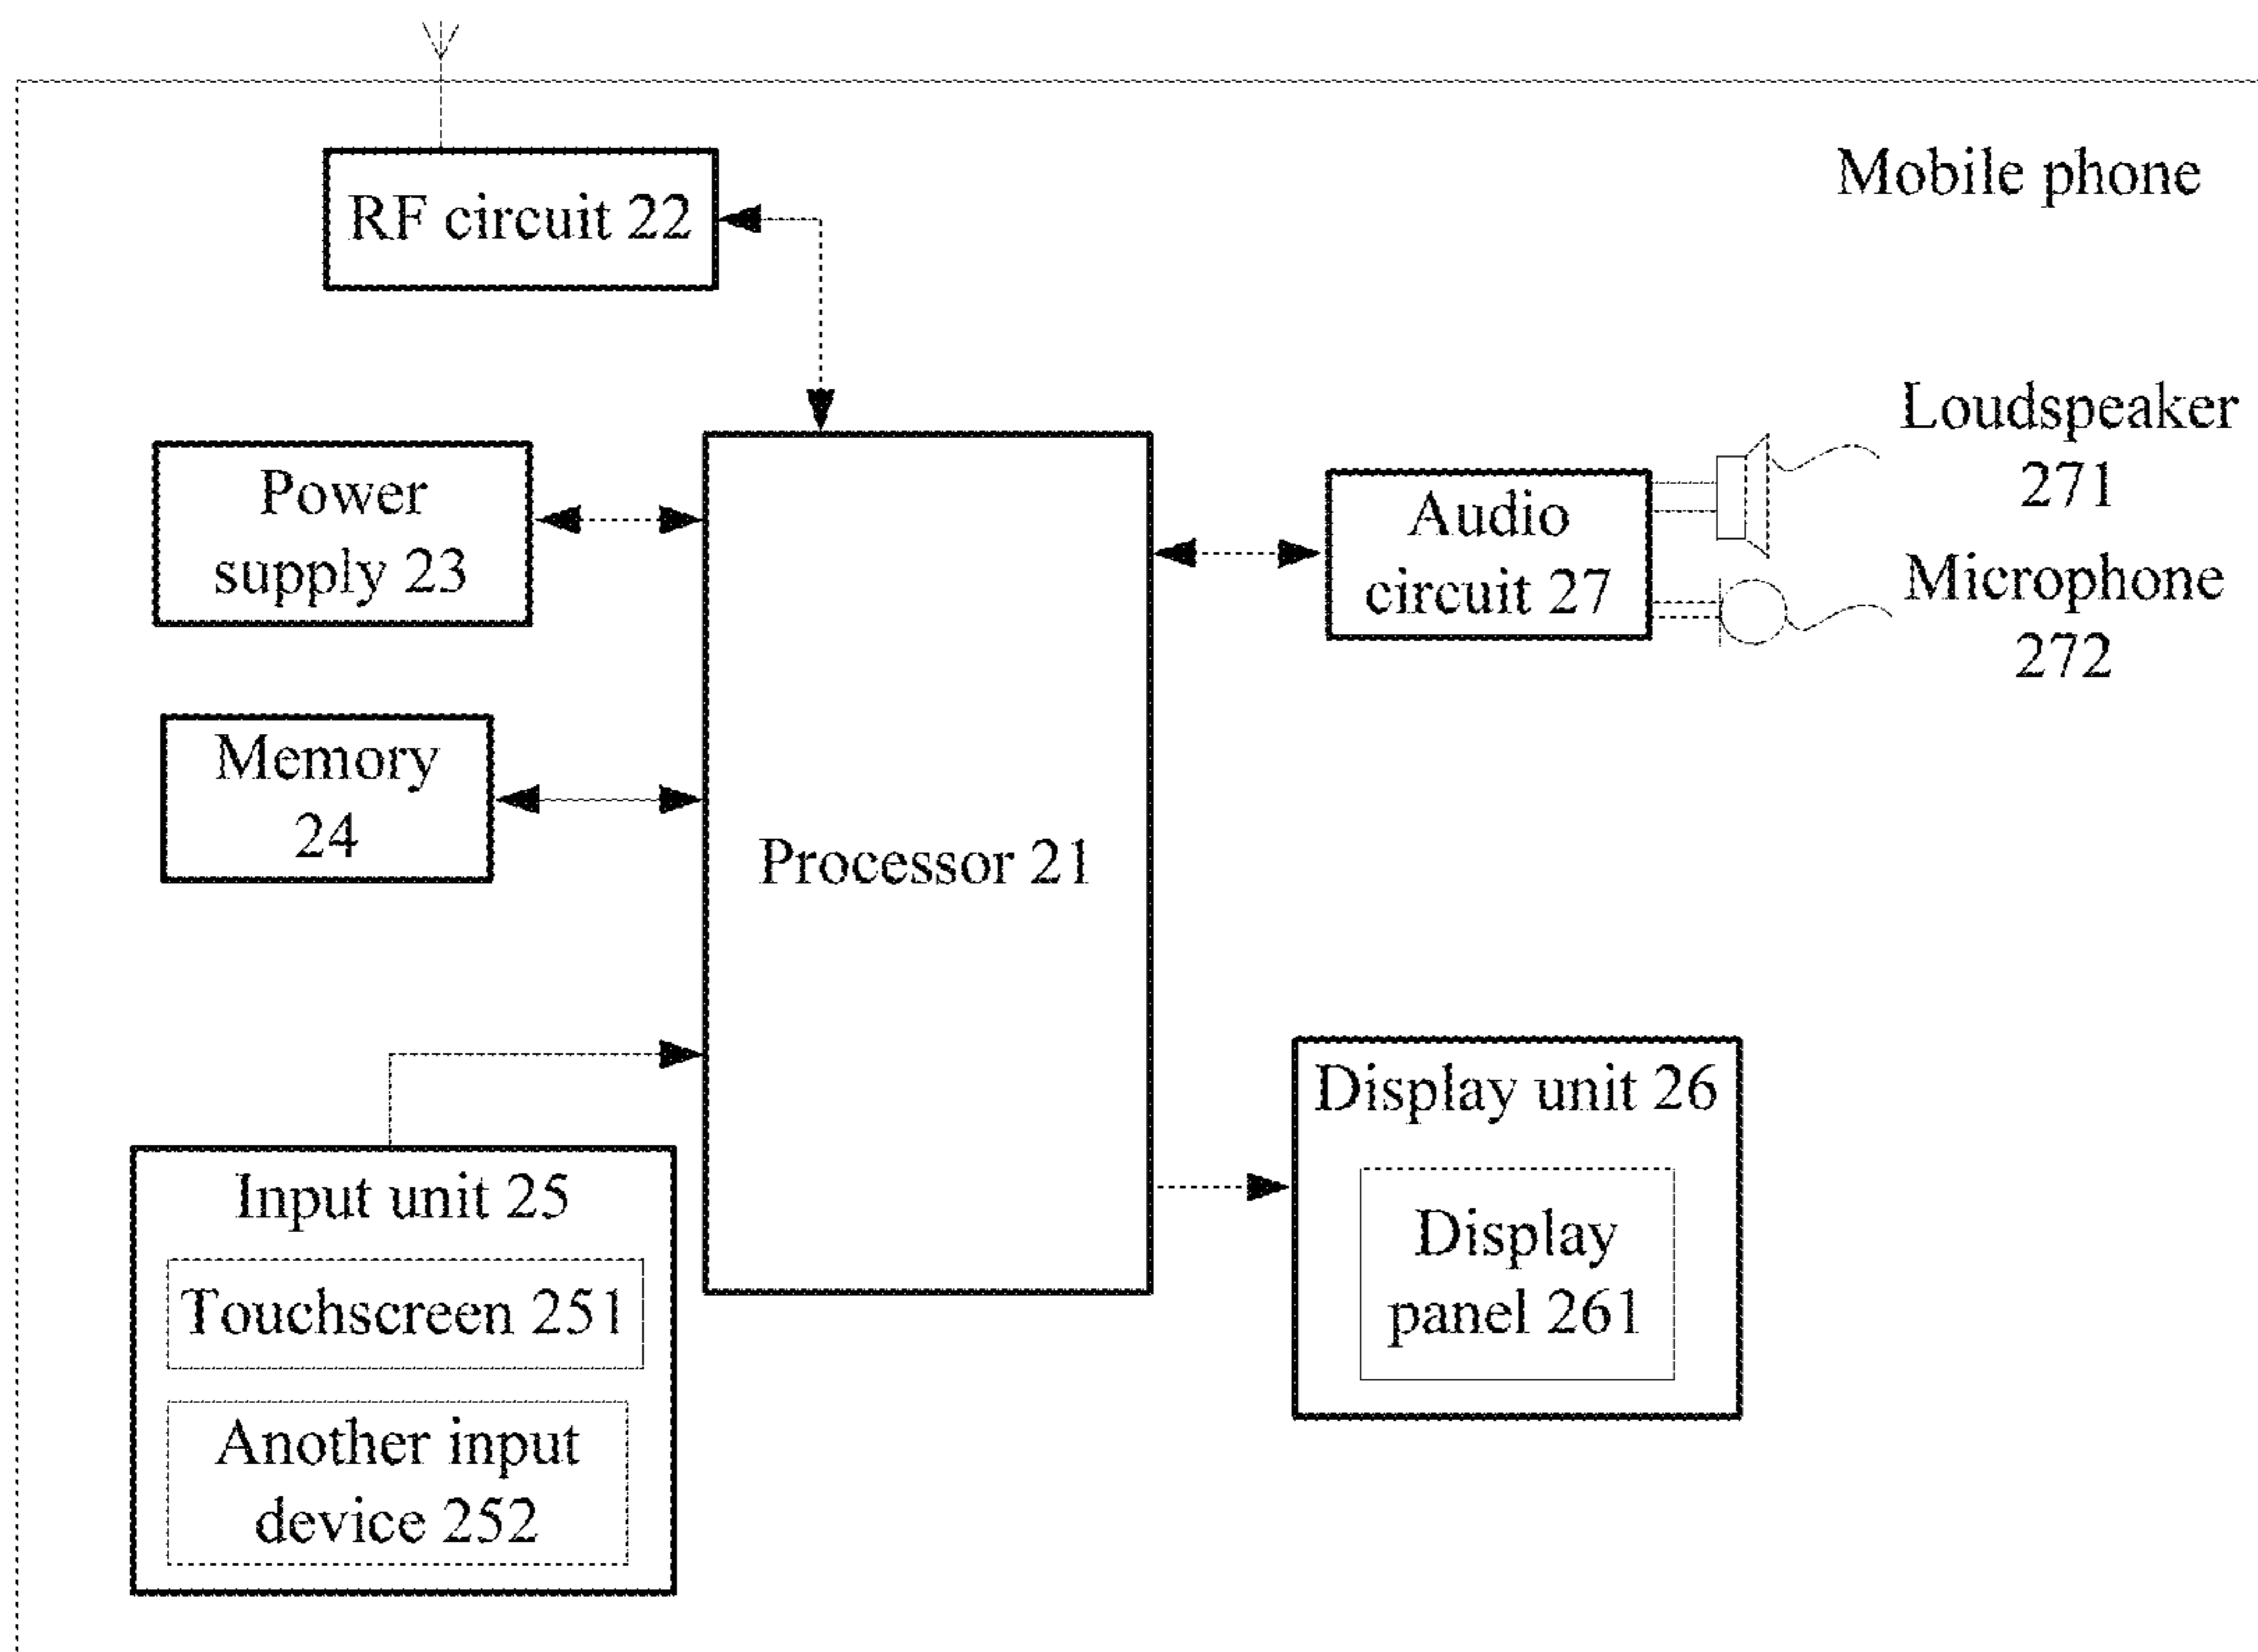 Mobile phone
RF circuit 22
Power
supply 23
Memory
24
Processor 21
Audio
circuit 27
Loudspeaker
271
Microphone
272
Input unit 25
Touchscreen 251
Another input
device 252
Display unit 26
Display
panel 261